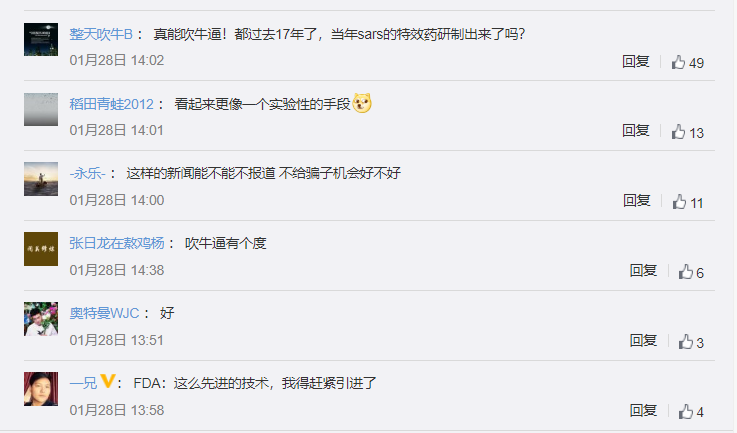 整天吹牛B： 真能吹牛逼！都过去17年了，当年sars的特效药研制出来了吗？
01月28日 14:02
回复 49
稻田青蛙2012： 看起来更像一个实验性的手段
01月28日 14:01
回复 13
-永乐-： 这样的新闻能不能不报道 不给骗子机会好不好
01月28日 14:00
回复 11
张日龙在熬鸡杨： 吹牛逼有个度
01月28日 14:38
回复 6
奥特曼WJC： 好
01月28日 13:51
回复 3
一兄： FDA：这么先进的技术，我得赶紧引进了
01月28日 13:58
回复 4